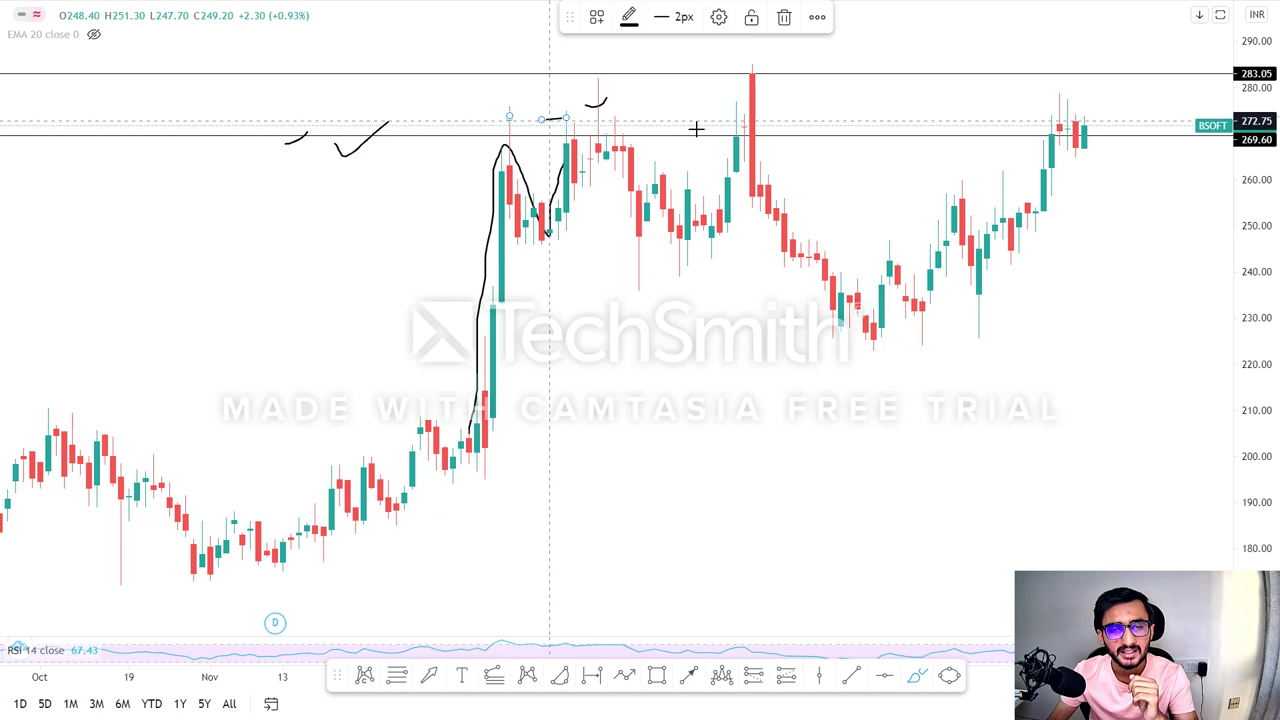 O248.40 H251.30 L247.70 C249.20 +2.30 (+0.93%)
EMA 20 close 0
2px
INR
290.00
283.05
280.00
272.75
BSOFT
269.60
260.00
250.00
240.00
230.00
220.00
210.00
200.00
190.00
180.00
TechSmith
MADE WITH CAMTASIA FREE TRIAL
D
RSI 14 close 67.43
T
Oct 19 Nov 13
1D 5D 1M 3M 6M YTD 1Y 5Y All